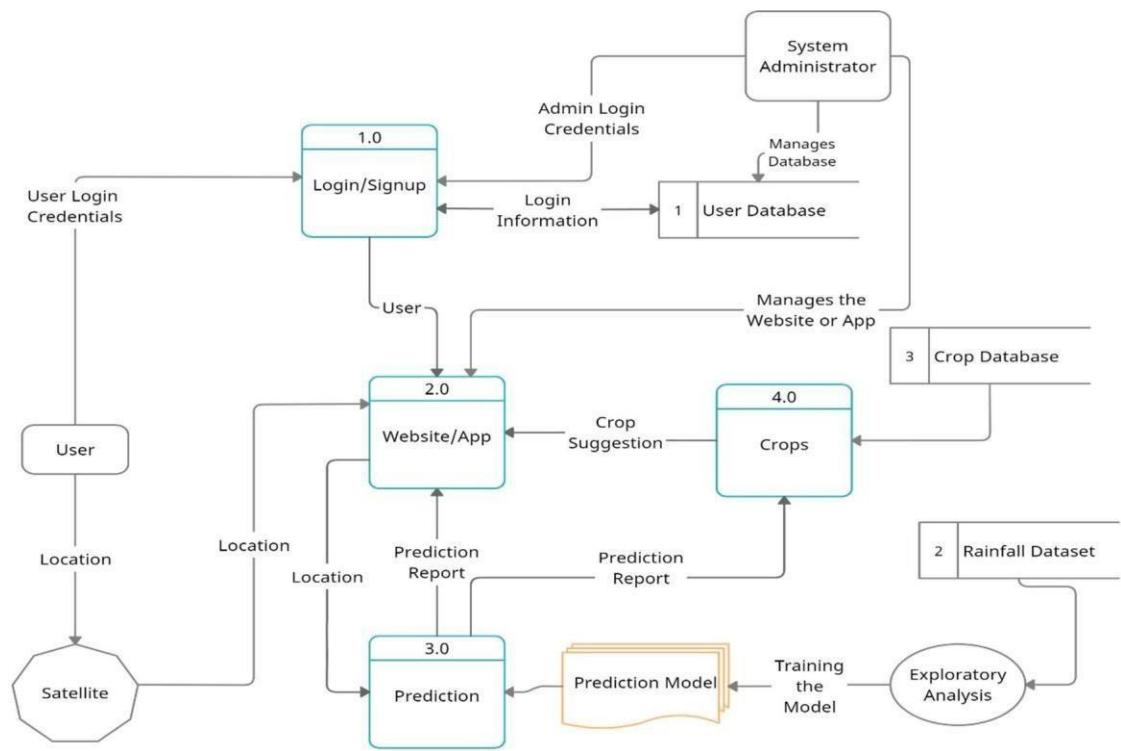 System
Administrator
Admin Login
Credentials
1.0
Login/Signup
Manages
Database
User Login
Credentials
Login
Information
1
User Database
User
Manages the
Website or App
3
Crop Database
2.0
Website/App
4.0
Crops
Crop
Suggestion
User
Location
Location
Location
Prediction
Report
Prediction
Report
2
Rainfall Dataset
3.0
Prediction
Satellite
Prediction Model
Training
the
Model
Exploratory
Analysis